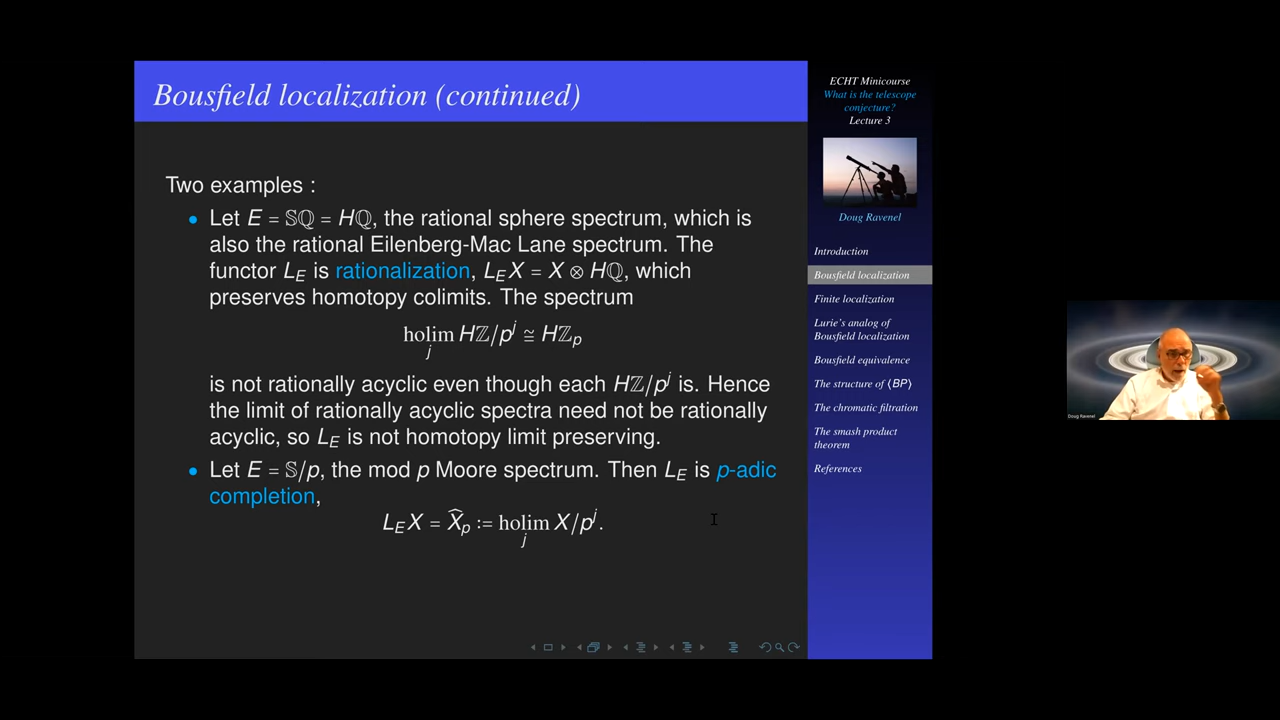 Bousfield localization (continued)
Two examples :
• Let E = 𝕊ℚ = Hℚ, the rational sphere spectrum, which is
also the rational Eilenberg-Mac Lane spectrum. The
functor L_E is rationalization, L_E X = X ⊗ Hℚ, which
preserves homotopy colimits. The spectrum
holim_j Hℤ/p^j ≅ Hℤ_p
is not rationally acyclic even though each Hℤ/p^j is. Hence
the limit of rationally acyclic spectra need not be rationally
acyclic, so L_E is not homotopy limit preserving.
• Let E = 𝕊/p, the mod p Moore spectrum. Then L_E is p-adic
completion,
L_E X = X̂_p := holim_j X/p^j.
ECHT Minicourse
What is the telescope
conjecture?
Lecture 3
Doug Ravenel
Introduction
Bousfield localization
Finite localization
Lurie's analog of
Bousfield localization
Bousfield equivalence
The structure of ⟨BP⟩
The chromatic filtration
The smash product
theorem
References
Doug Ravenel